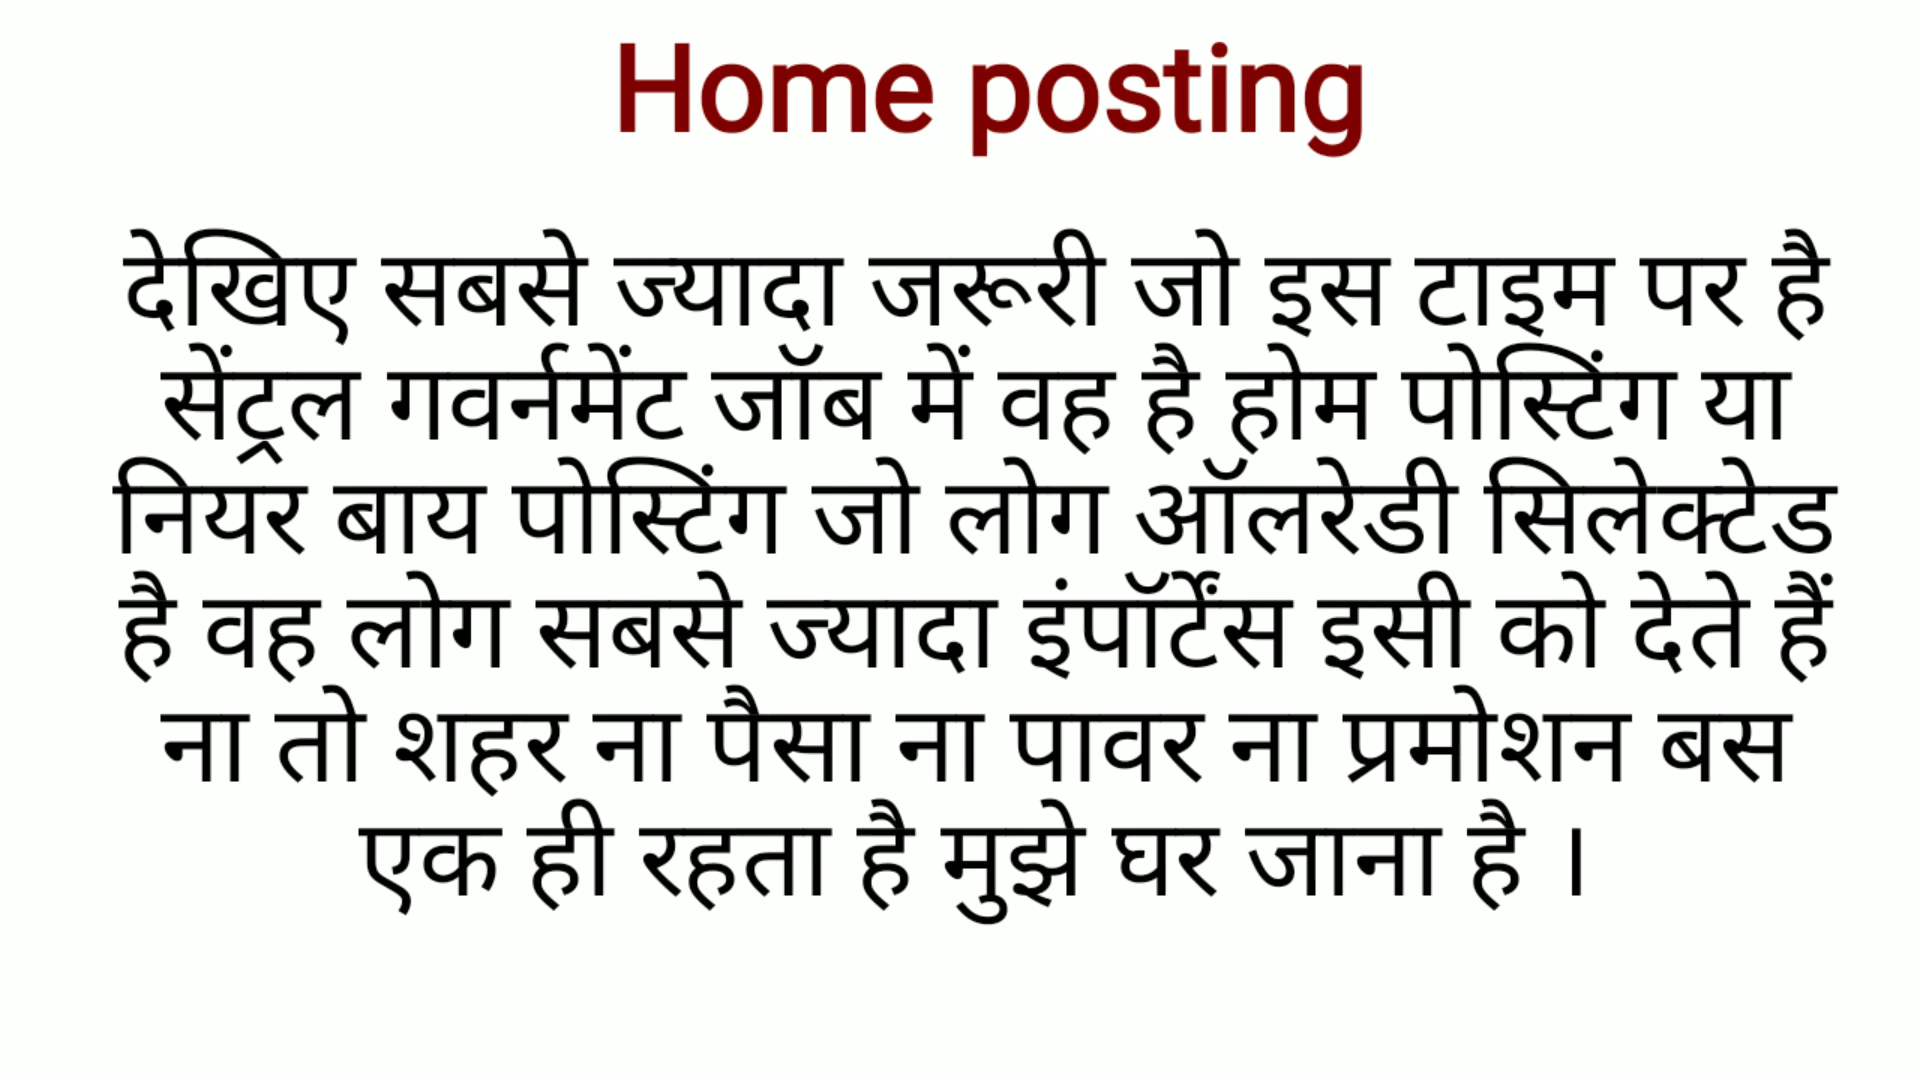 Home posting
देखिए सबसे ज्यादा जरूरी जो इस टाइम पर है
सेंट्रल गवर्नमेंट जॉब में वह है होम पोस्टिंग या
नियर बाय पोस्टिंग जो लोग ऑलरेडी सिलेक्टेड
है वह लोग सबसे ज्यादा इंपॉर्टेंस इसी को देते हैं
ना तो शहर ना पैसा ना पावर ना प्रमोशन बस
एक ही रहता है मुझे घर जाना है ।